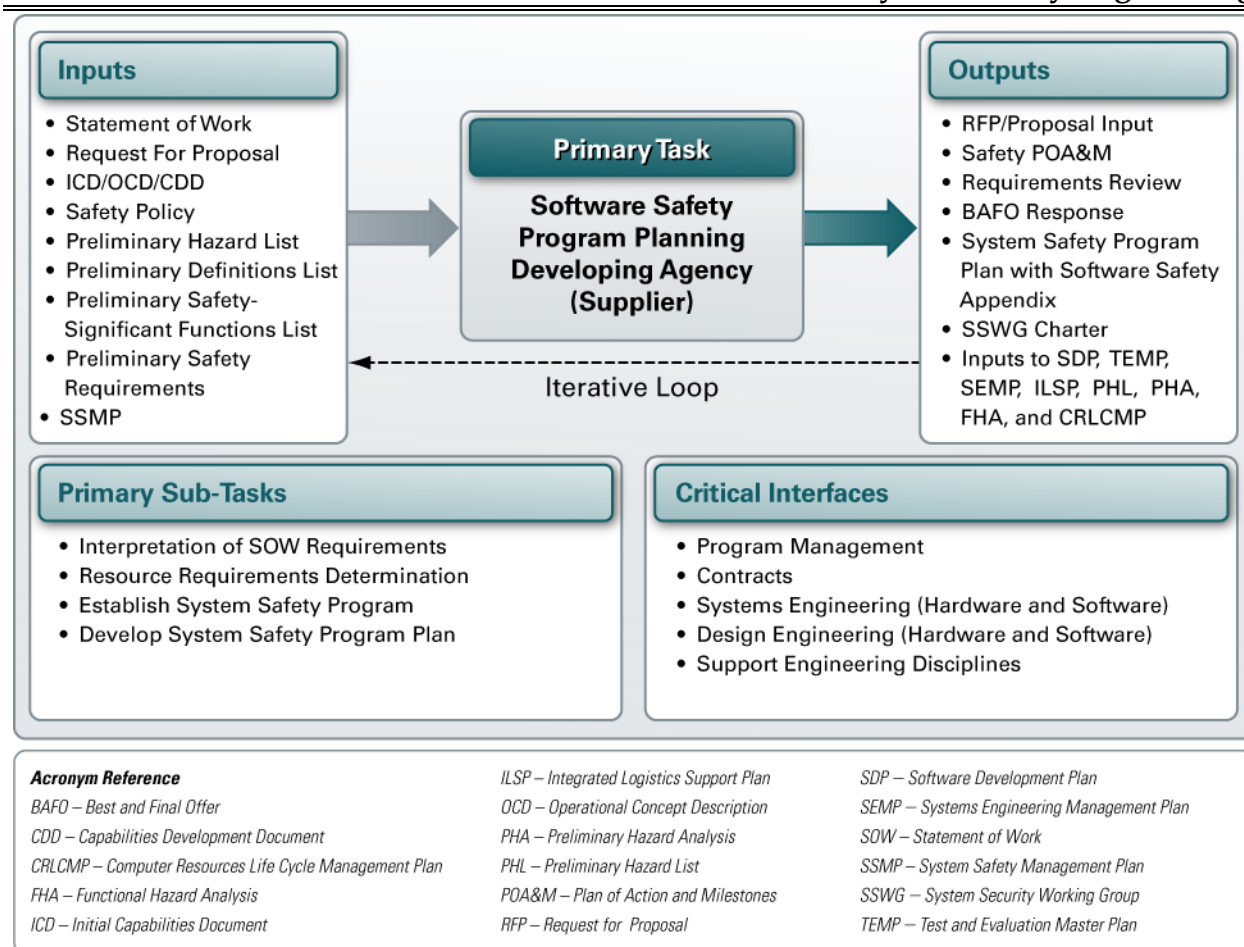 Inputs
• Statement of Work
• Request For Proposal
• ICD/OCD/CDD
• Safety Policy
• Preliminary Hazard List
• Preliminary Definitions List
• Preliminary Safety-
Significant Functions List
• Preliminary Safety
Requirements
• SSMP
Primary Task
Software Safety
Program Planning
Developing Agency
(Supplier)
Iterative Loop
Outputs
• RFP/Proposal Input
• Safety POA&M
• Requirements Review
• BAFO Response
• System Safety Program
Plan with Software Safety
Appendix
• SSWG Charter
• Inputs to SDP, TEMP,
SEMP, ILSP, PHL, PHA,
FHA, and CRLCMP
Primary Sub-Tasks
• Interpretation of SOW Requirements
• Resource Requirements Determination
• Establish System Safety Program
• Develop System Safety Program Plan
Critical Interfaces
• Program Management
• Contracts
• Systems Engineering (Hardware and Software)
• Design Engineering (Hardware and Software)
• Support Engineering Disciplines
Acronym Reference
BAFO – Best and Final Offer
CDD – Capabilities Development Document
CRLCMP – Computer Resources Life Cycle Management Plan
FHA – Functional Hazard Analysis
ICD – Initial Capabilities Document
ILSP – Integrated Logistics Support Plan
OCD – Operational Concept Description
PHA – Preliminary Hazard Analysis
PHL – Preliminary Hazard List
POA&M – Plan of Action and Milestones
RFP – Request for Proposal
SDP – Software Development Plan
SEMP – Systems Engineering Management Plan
SOW – Statement of Work
SSMP – System Safety Management Plan
SSWG – System Security Working Group
TEMP – Test and Evaluation Master Plan